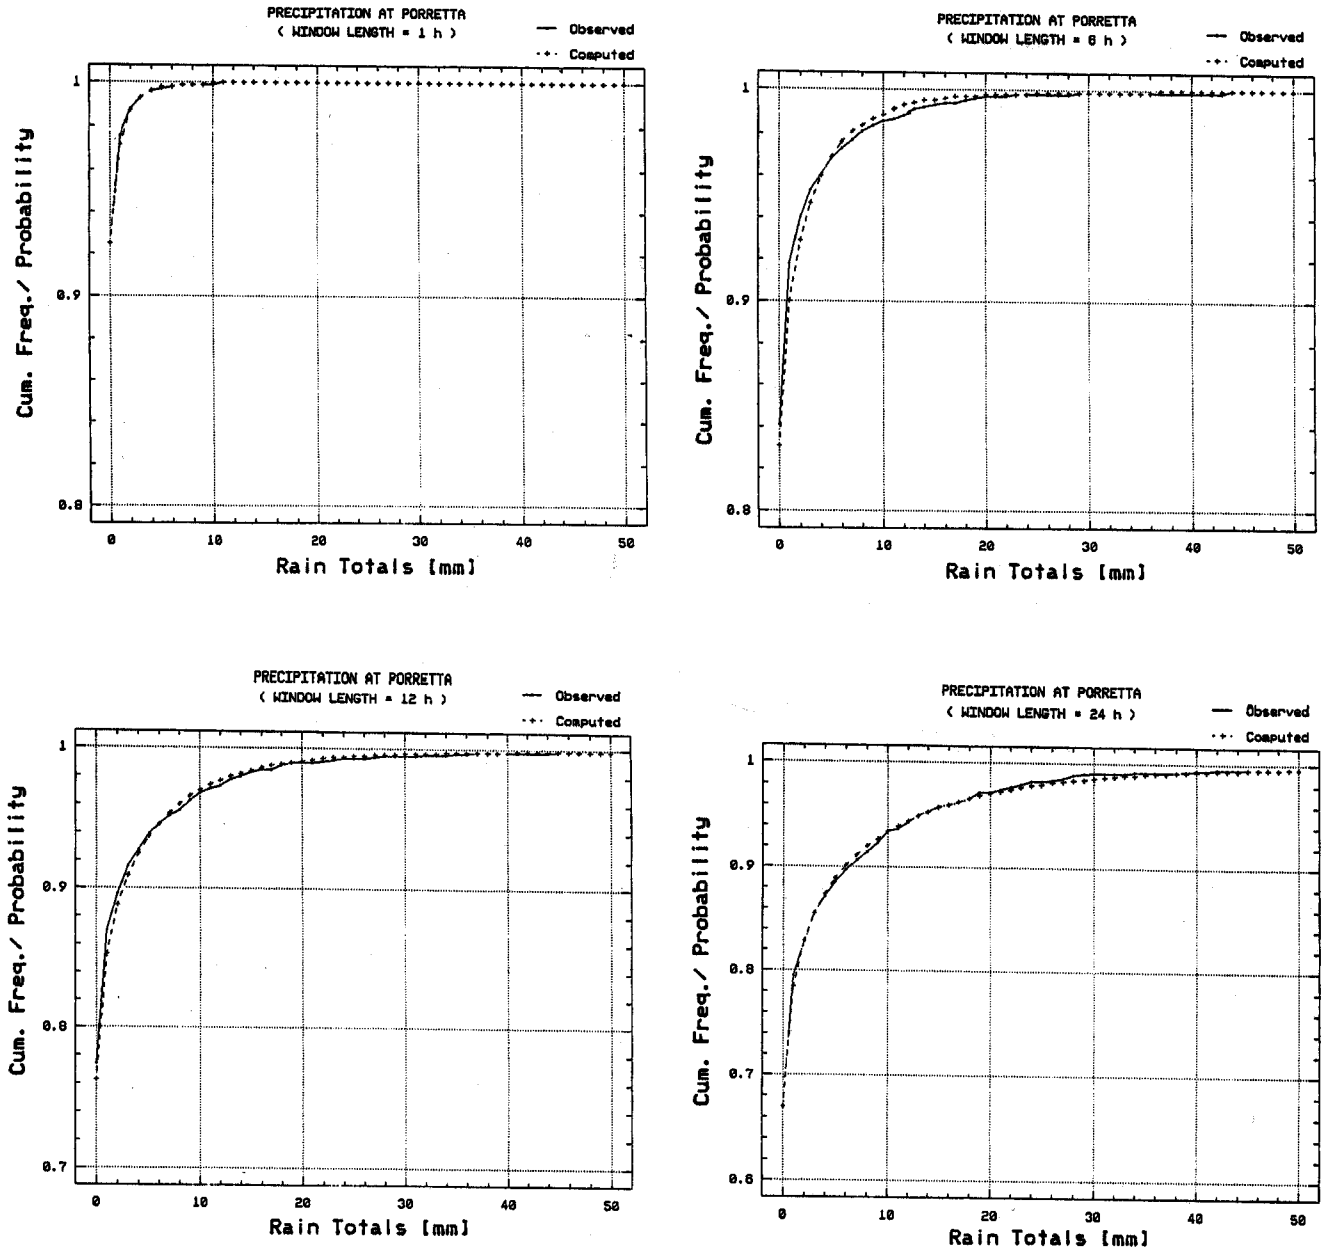 PRECIPITATION AT PORRETTA
( WINDOW LENGTH = 1 h )
Observed
Computed
1
0.9
0.8
Cum. Freq./ Probability
0 10 20 30 40 50
Rain Totals [mm]
PRECIPITATION AT PORRETTA
( WINDOW LENGTH = 6 h )
Observed
Computed
1
0.9
0.8
Cum. Freq./ Probability
0 10 20 30 40 50
Rain Totals [mm]
PRECIPITATION AT PORRETTA
( WINDOW LENGTH = 12 h )
Observed
Computed
1
0.9
0.8
0.7
Cum. Freq./ Probability
0 10 20 30 40 50
Rain Totals [mm]
PRECIPITATION AT PORRETTA
( WINDOW LENGTH = 24 h )
Observed
Computed
1
0.9
0.8
0.7
0.6
Cum. Freq./ Probability
0 10 20 30 40 50
Rain Totals [mm]